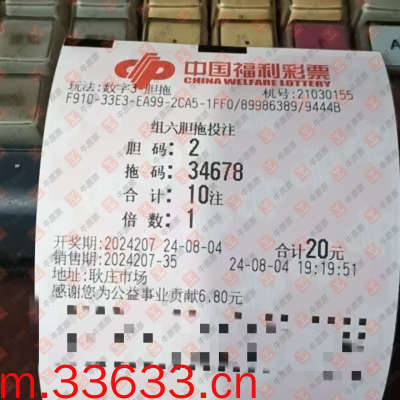 中国福利彩票
CHINA WELFARE LOTTERY
玩法:数字3-胆拖 机号:21030155
F910-33E3-EA99-2CA5-1FF0/89986389/9444B
组六胆拖投注
胆 码: 2
拖 码: 34678
合 计: 10注
倍 数: 1
开奖期:2024207 24-08-04 合计20元
销售期:2024207-35 24-08-04 19:19:51
地址:耿庄市场
感谢您为公益事业贡献6.80元
m.33633.cn